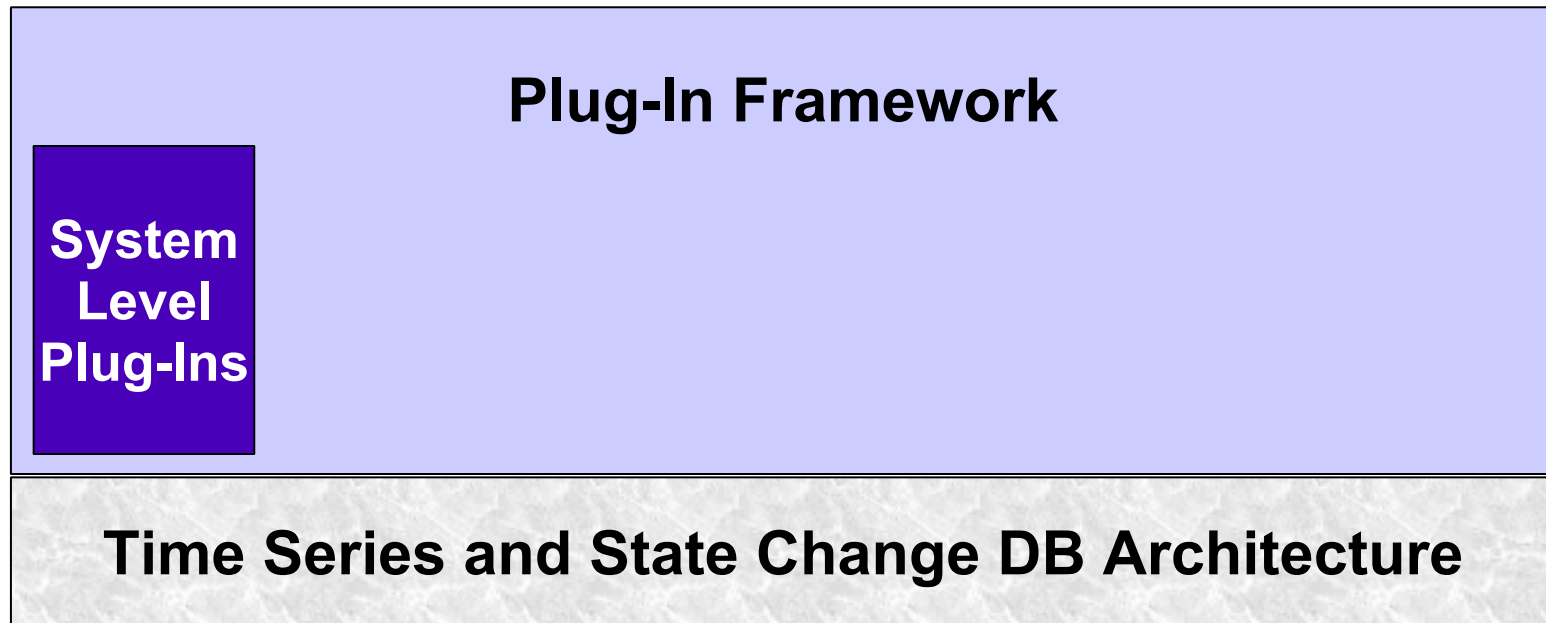 Plug-In Framework
System
Level
Plug-Ins
Time Series and State Change DB Architecture